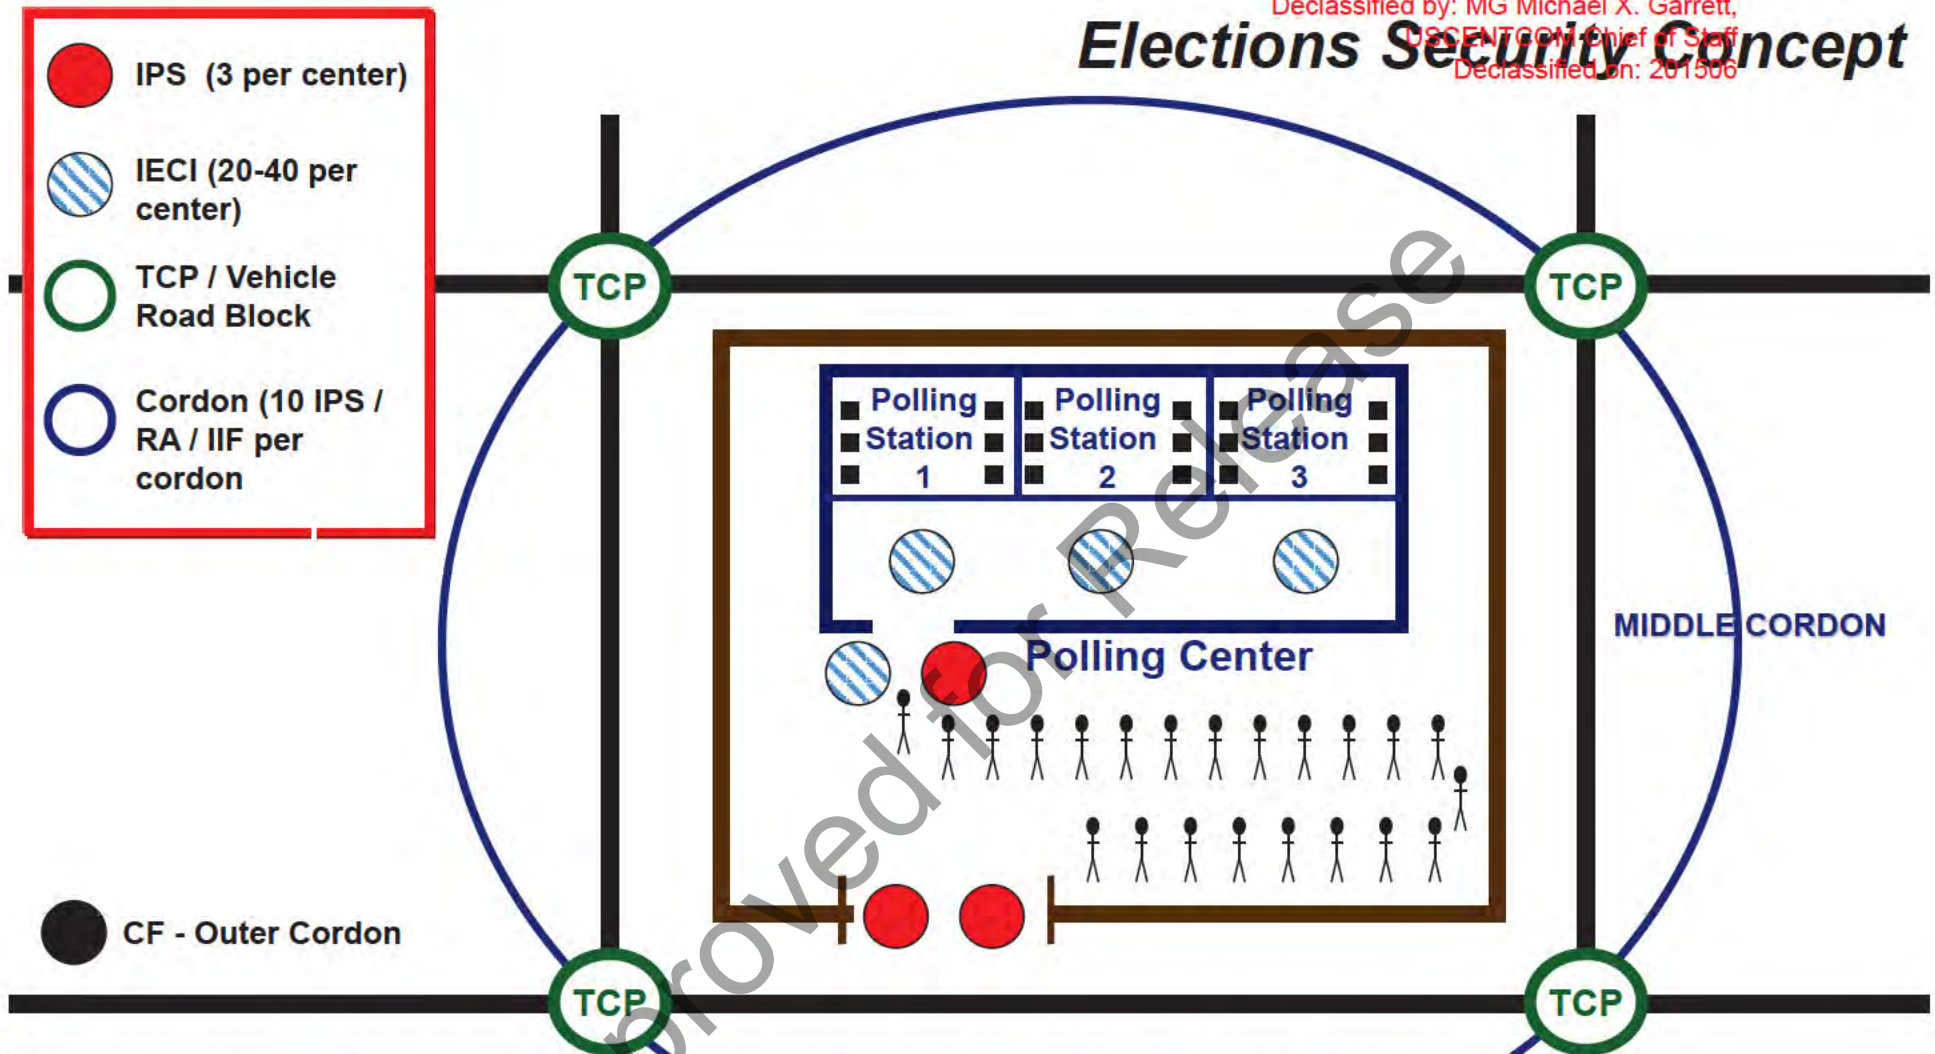 Declassified by: MG Michael X. Garrett,
USCENTCOM Chief of Staff
Declassified on: 201506
Elections Security Concept
IPS (3 per center)
IECI (20-40 per
center)
TCP / Vehicle
Road Block
Cordon (10 IPS /
RA / IIF per
cordon
TCP
TCP
Polling
Station
1
Polling
Station
2
Polling
Station
3
MIDDLE CORDON
Polling Center
CF - Outer Cordon
TCP
TCP
proved for Release